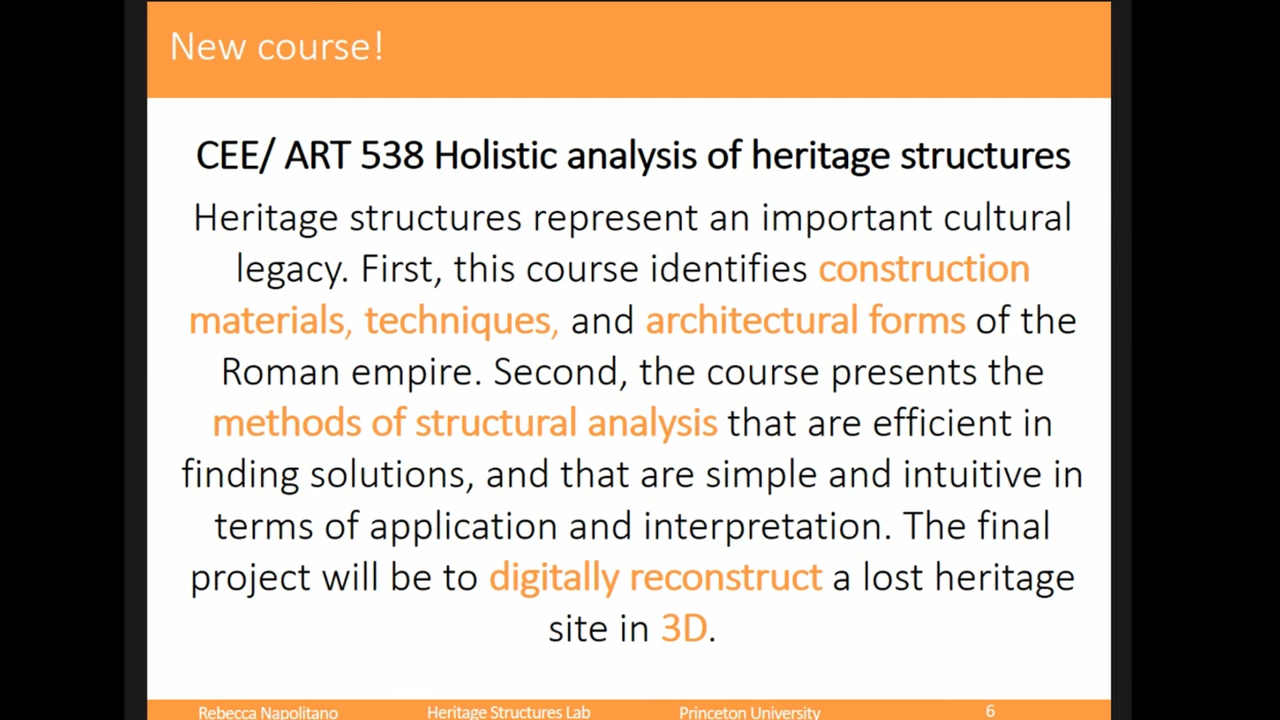 New course!
CEE/ ART 538 Holistic analysis of heritage structures
Heritage structures represent an important cultural
legacy. First, this course identifies construction
materials, techniques, and architectural forms of the
Roman empire. Second, the course presents the
methods of structural analysis that are efficient in
finding solutions, and that are simple and intuitive in
terms of application and interpretation. The final
project will be to digitally reconstruct a lost heritage
site in 3D.
Rebecca Napolitano Heritage Structures Lab Princeton University 6